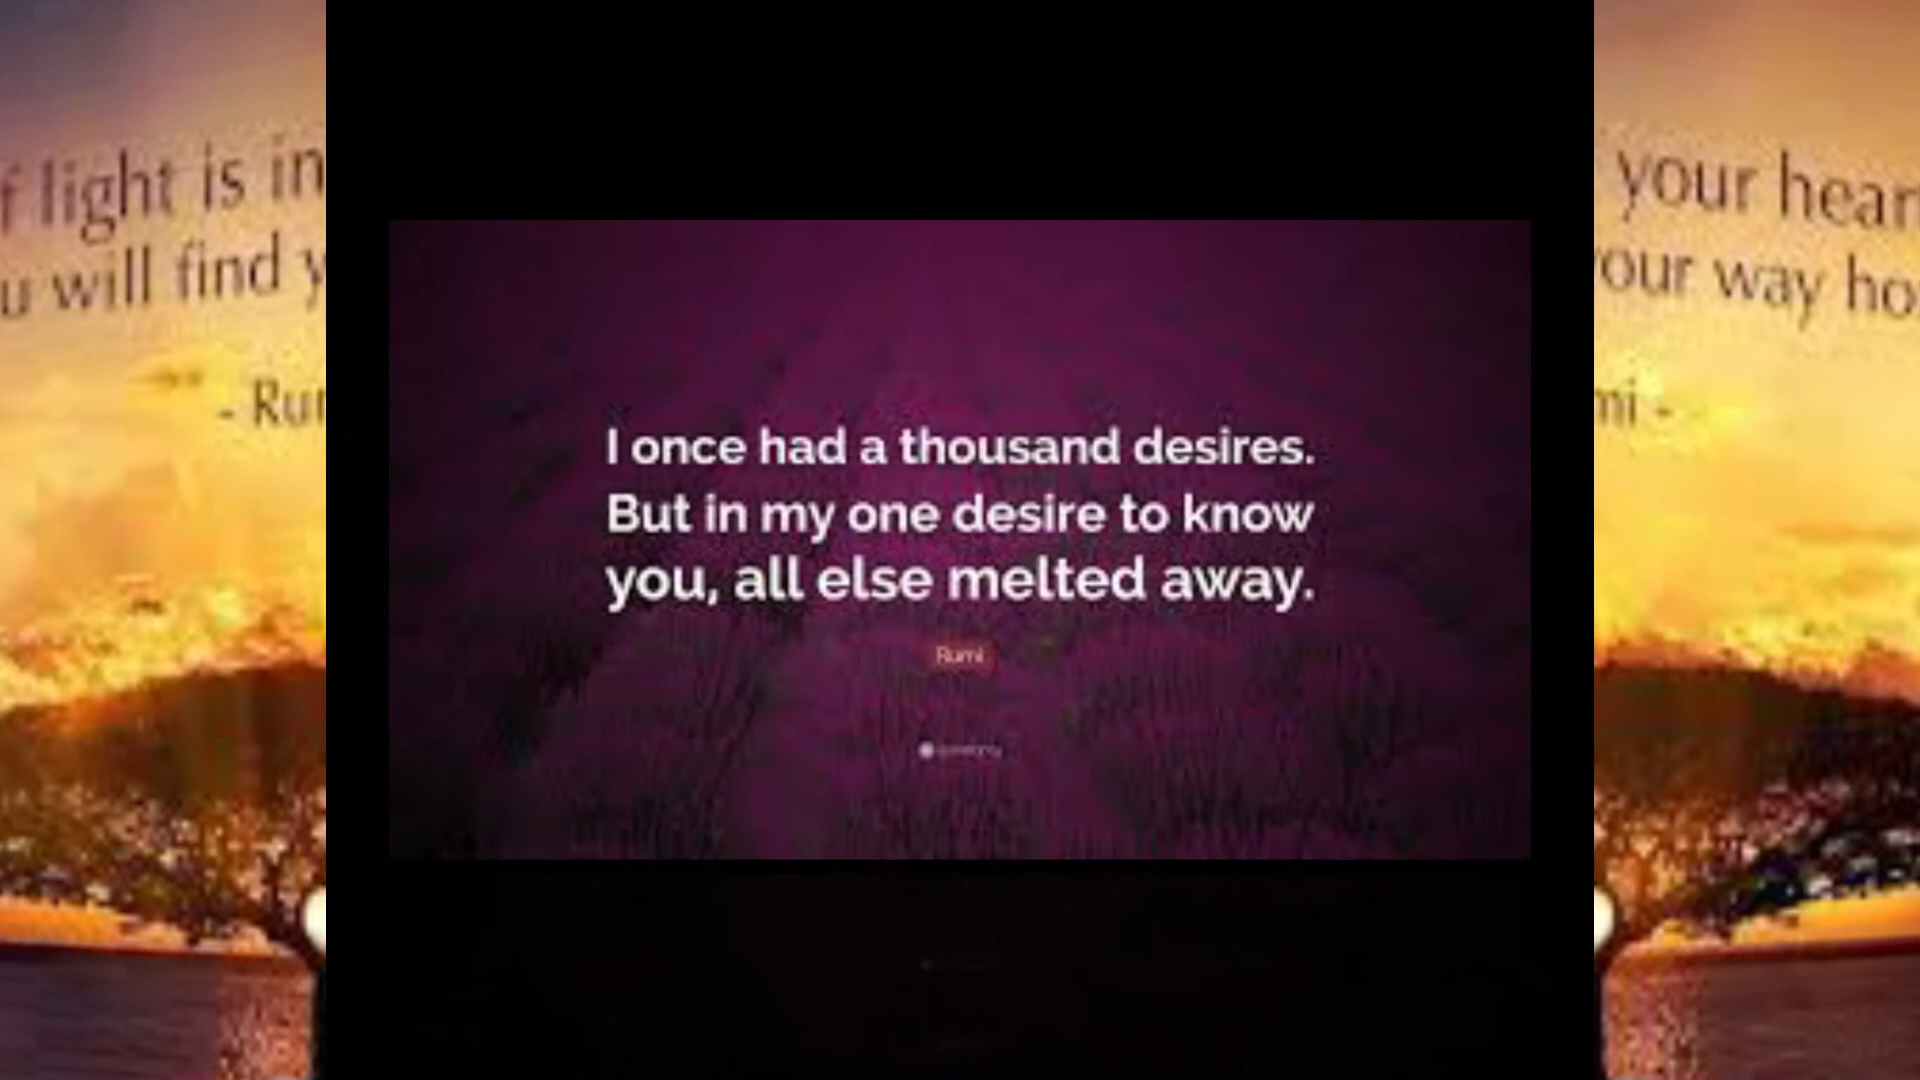 f light is in
u will find y
- Rum
I once had a thousand desires.
But in my one desire to know
you, all else melted away.
Rumi
your hear
our way ho
mi -